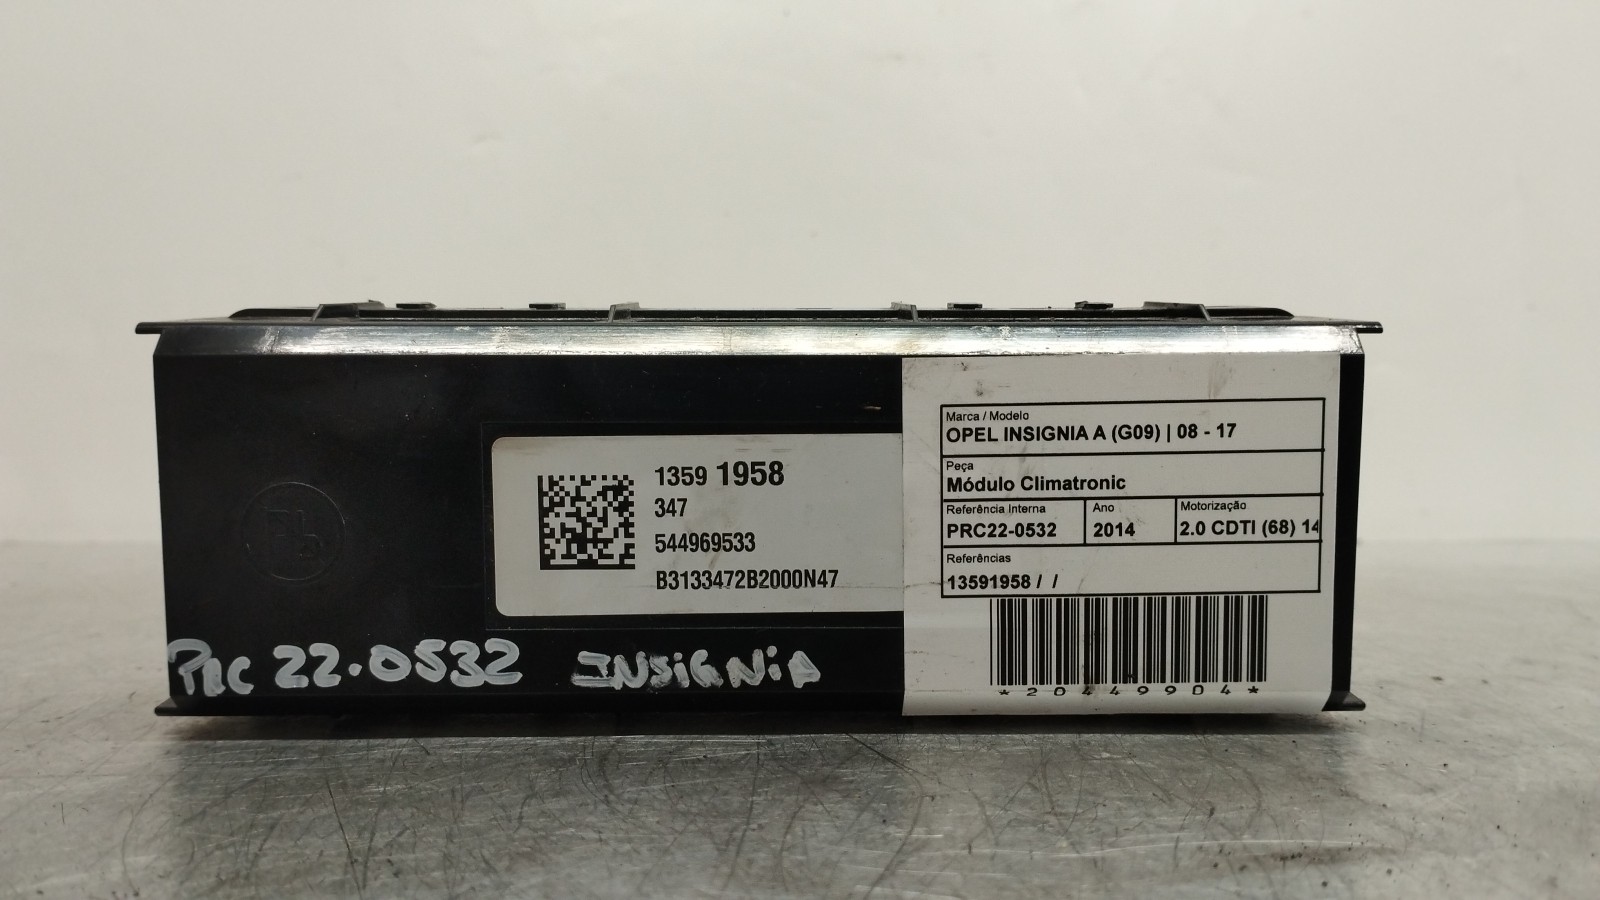 1359 1958
347
544969533
B3133472B2000N47
PRC 22.0532 INSIGNIA
Marca / Modelo
OPEL INSIGNIA A (G09) | 08 - 17
Peça
Módulo Climatronic
Referência Interna Ano Motorização
PRC22-0532 2014 2.0 CDTI (68) 14
Referências
13591958 / /
*20449904*